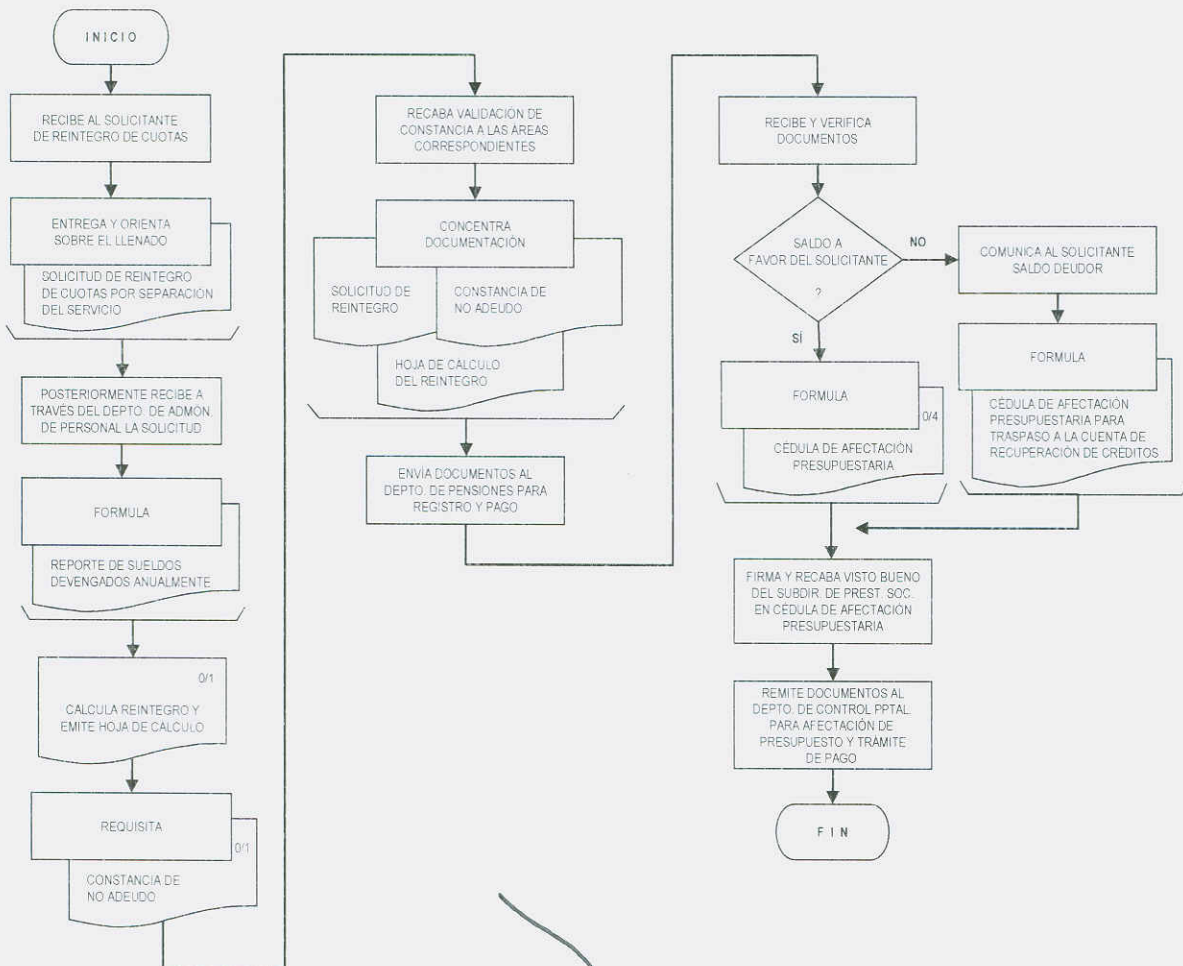 INICIO
RECIBE AL SOLICITANTE
DE REINTEGRO DE CUOTAS
ENTREGA Y ORIENTA
SOBRE EL LLENADO
SOLICITUD DE REINTEGRO
DE CUOTAS POR SEPARACIÓN
DEL SERVICIO
POSTERIORMENTE RECIBE A
TRAVÉS DEL DEPTO. DE ADMÓN.
DE PERSONAL LA SOLICITUD
FORMULA
REPORTE DE SUELDOS
DEVENGADOS ANUALMENTE
0/1
CALCULA REINTEGRO Y
EMITE HOJA DE CÁLCULO
REQUISITA
0/1
CONSTANCIA DE
NO ADEUDO
RECABA VALIDACIÓN DE
CONSTANCIA A LAS ÁREAS
CORRESPONDIENTES
CONCENTRA
DOCUMENTACIÓN
SOLICITUD DE
REINTEGRO
CONSTANCIA DE
NO ADEUDO
HOJA DE CÁLCULO
DEL REINTEGRO
ENVÍA DOCUMENTOS AL
DEPTO. DE PENSIONES PARA
REGISTRO Y PAGO
RECIBE Y VERIFICA
DOCUMENTOS
SALDO A
FAVOR DEL SOLICITANTE
?
NO
SÍ
COMUNICA AL SOLICITANTE
SALDO DEUDOR
FORMULA
CÉDULA DE AFECTACIÓN
PRESUPUESTARIA PARA
TRASPASO A LA CUENTA DE
RECUPERACIÓN DE CRÉDITOS
FORMULA
0/4
CÉDULA DE AFECTACIÓN
PRESUPUESTARIA
FIRMA Y RECABA VISTO BUENO
DEL SUBDIR. DE PREST. SOC.
EN CÉDULA DE AFECTACIÓN
PRESUPUESTARIA
REMITE DOCUMENTOS AL
DEPTO. DE CONTROL PPTAL.
PARA AFECTACIÓN DE
PRESUPUESTO Y TRÁMITE
DE PAGO
FIN